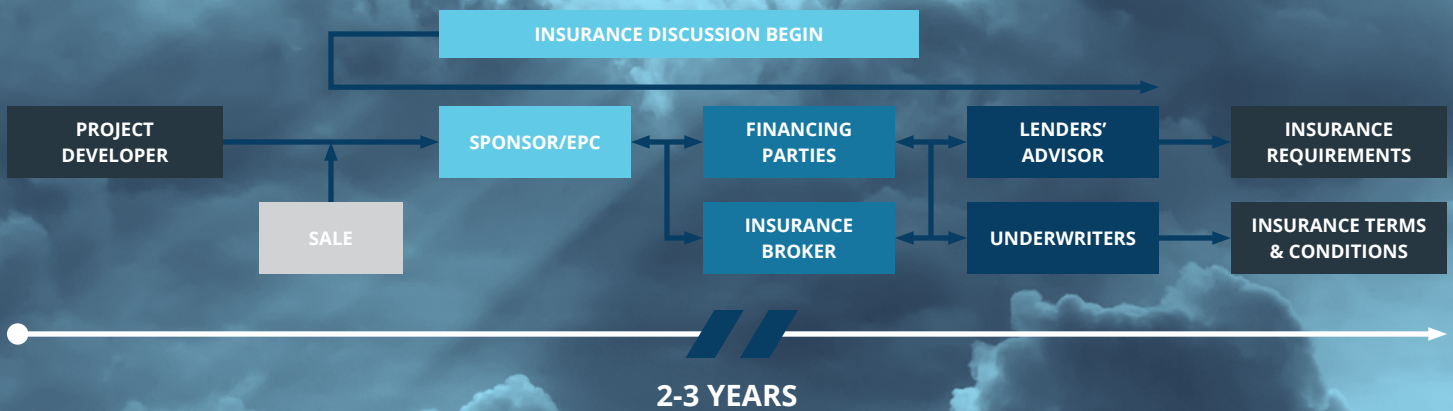 INSURANCE DISCUSSION BEGIN
PROJECT
DEVELOPER
SPONSOR/EPC
FINANCING
PARTIES
LENDERS’
ADVISOR
INSURANCE
REQUIREMENTS
SALE
INSURANCE
BROKER
UNDERWRITERS
INSURANCE TERMS
& CONDITIONS
2-3 YEARS